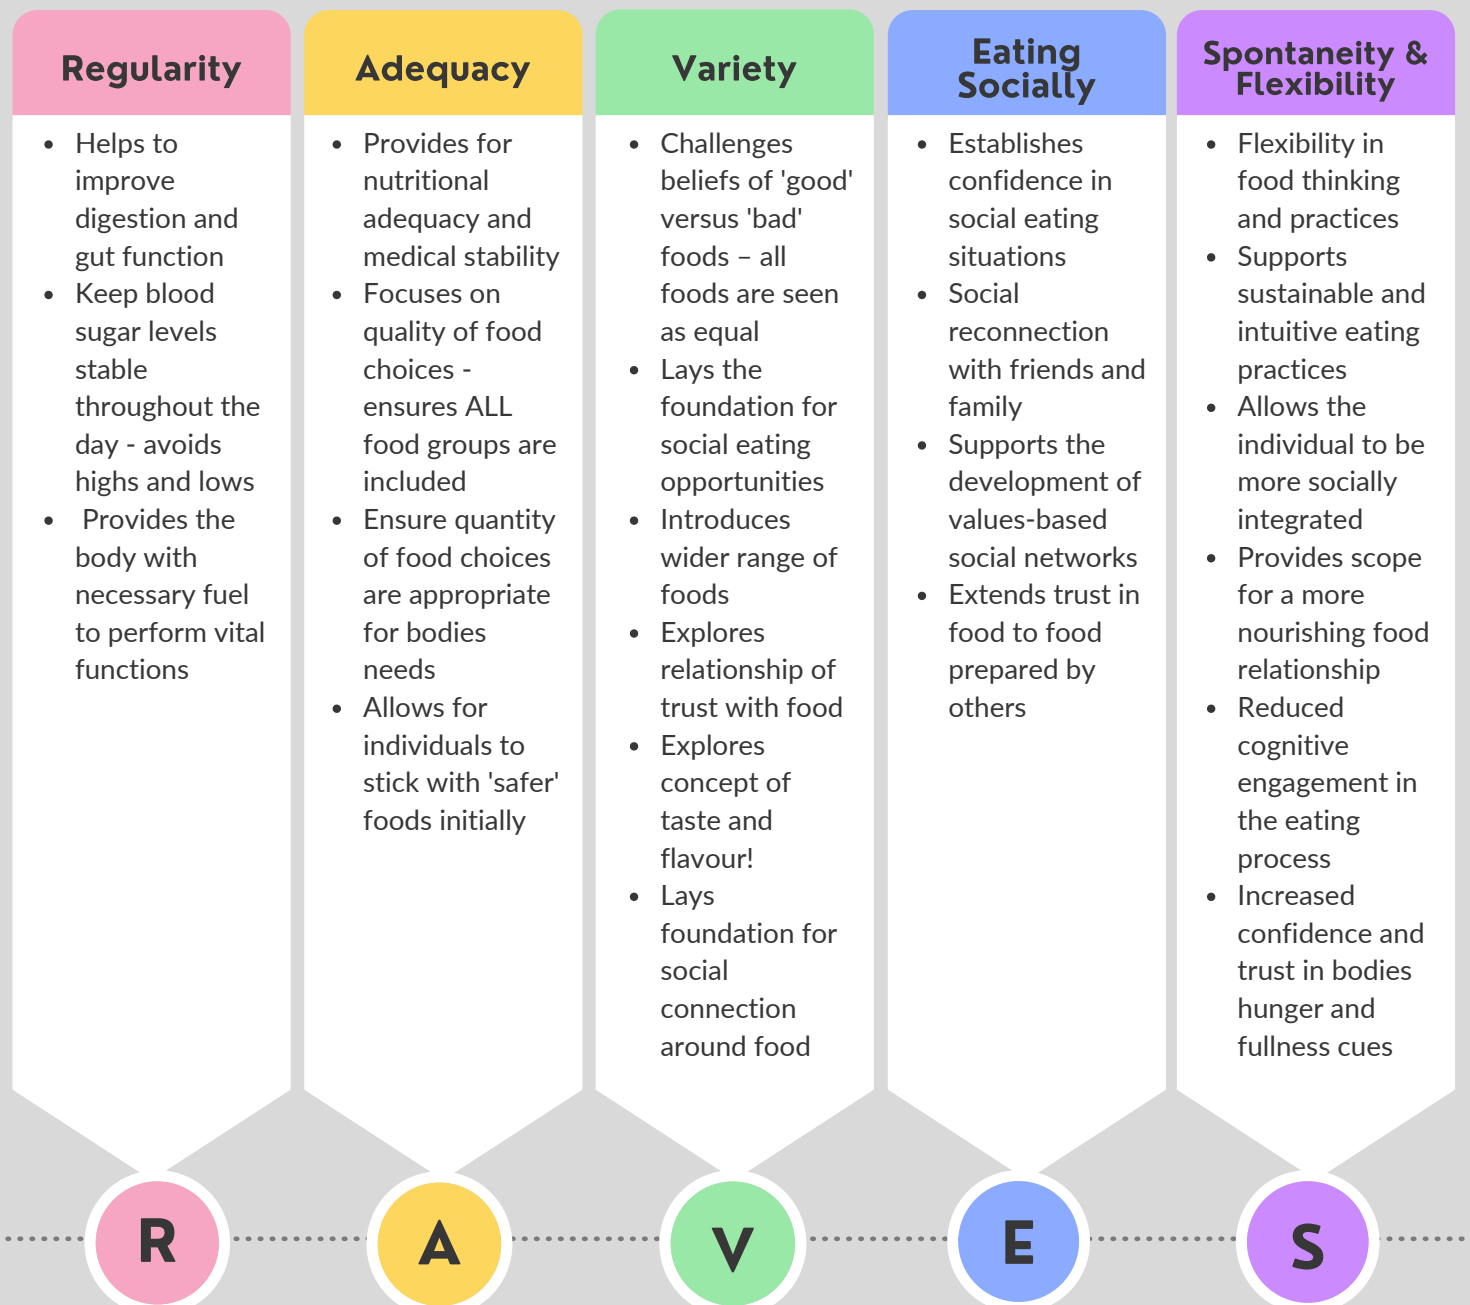 Regularity
• Helps to
improve
digestion and
gut function
• Keep blood
sugar levels
stable
throughout the
day - avoids
highs and lows
• Provides the
body with
necessary fuel
to perform vital
functions
Adequacy
• Provides for
nutritional
adequacy and
medical stability
• Focuses on
quality of food
choices -
ensures ALL
food groups are
included
• Ensure quantity
of food choices
are appropriate
for bodies
needs
• Allows for
individuals to
stick with 'safer'
foods initially
Variety
• Challenges
beliefs of 'good'
versus 'bad'
foods – all
foods are seen
as equal
• Lays the
foundation for
social eating
opportunities
• Introduces
wider range of
foods
• Explores
relationship of
trust with food
• Explores
concept of
taste and
flavour!
• Lays
foundation for
social
connection
around food
Eating
Socially
• Establishes
confidence in
social eating
situations
• Social
reconnection
with friends and
family
• Supports the
development of
values-based
social networks
• Extends trust in
food to food
prepared by
others
Spontaneity &
Flexibility
• Flexibility in
food thinking
and practices
• Supports
sustainable and
intuitive eating
practices
• Allows the
individual to be
more socially
integrated
• Provides scope
for a more
nourishing food
relationship
• Reduced
cognitive
engagement in
the eating
process
• Increased
confidence and
trust in bodies
hunger and
fullness cues
R
A
V
E
S